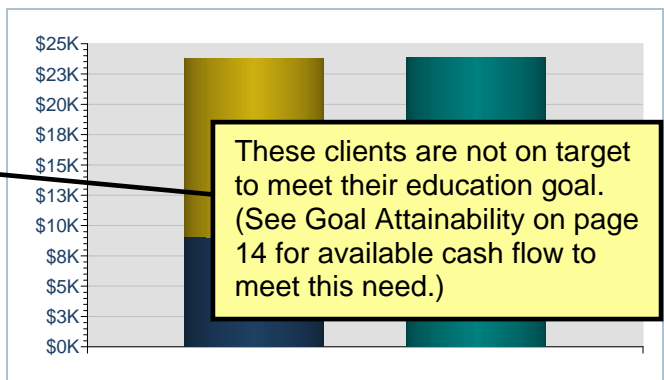 $25K
$23K
$20K
$18K
$15K
$13K
$10K
$8K
$5K
$3K
$0K
These clients are not on target
to meet their education goal.
(See Goal Attainability on page
14 for available cash flow to
meet this need.)